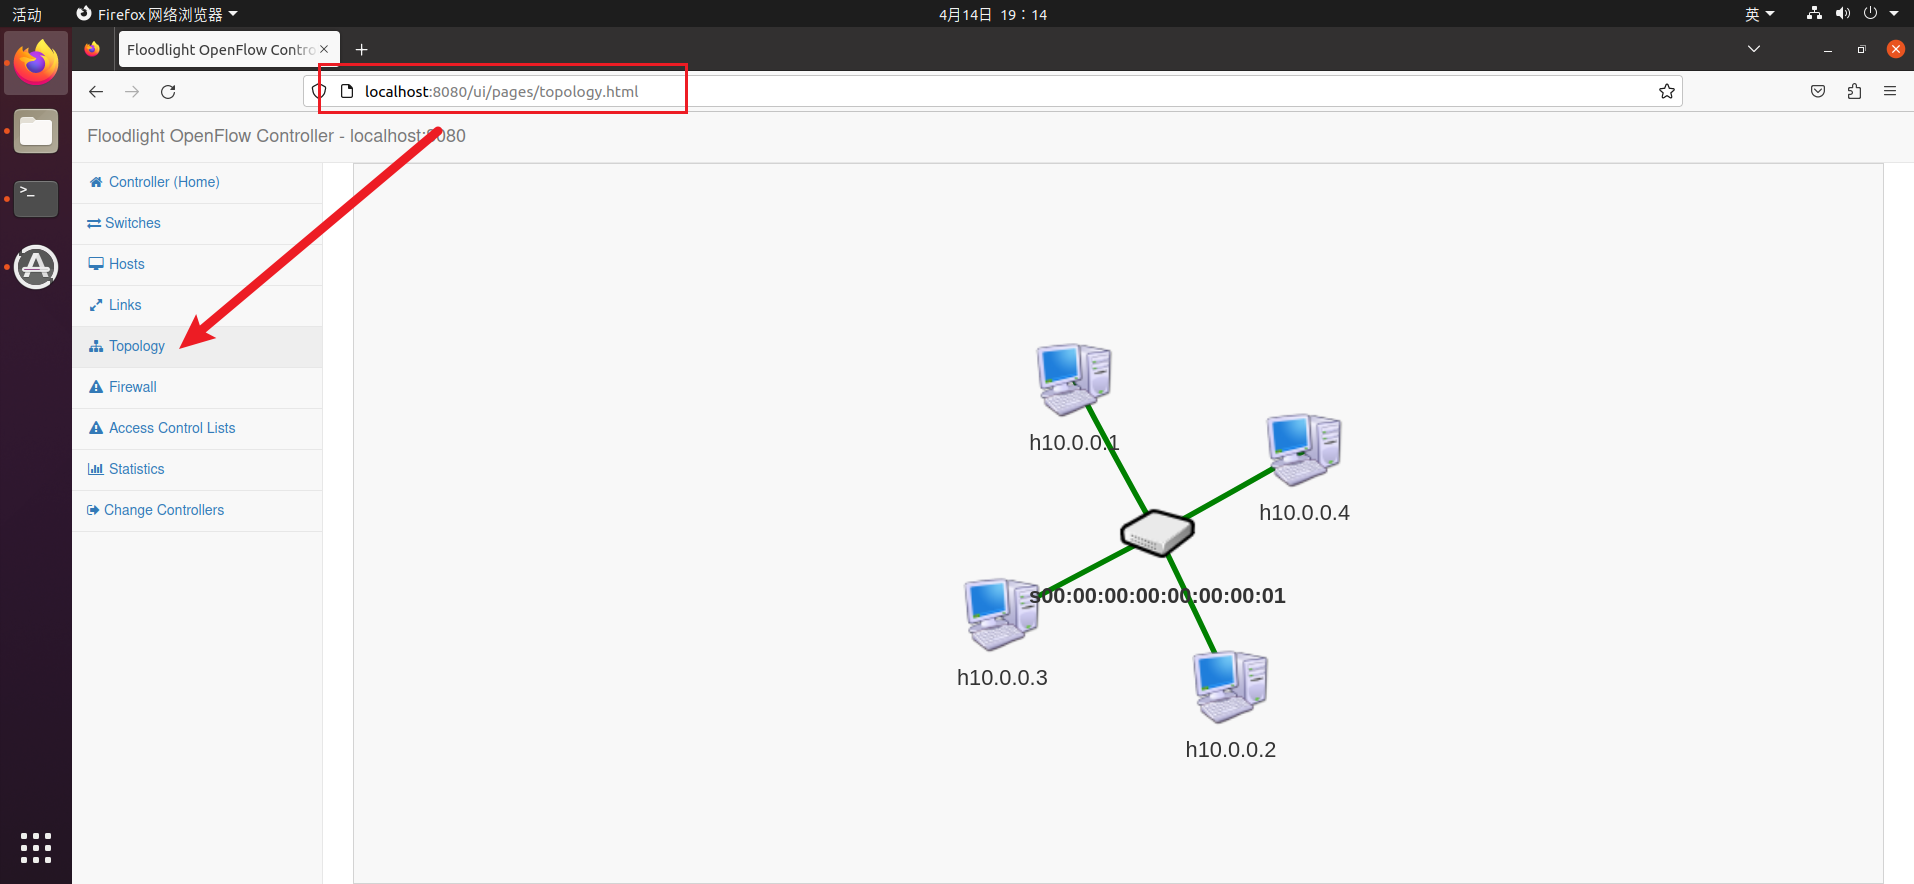 活动
Firefox 网络浏览器
4月14日 19：14
英
Floodlight OpenFlow Contro
localhost:8080/ui/pages/topology.html
Floodlight OpenFlow Controller - localhost:8080
Controller (Home)
Switches
Hosts
Links
Topology
Firewall
Access Control Lists
Statistics
Change Controllers
h10.0.0.1
h10.0.0.4
s00:00:00:00:00:00:00:01
h10.0.0.3
h10.0.0.2